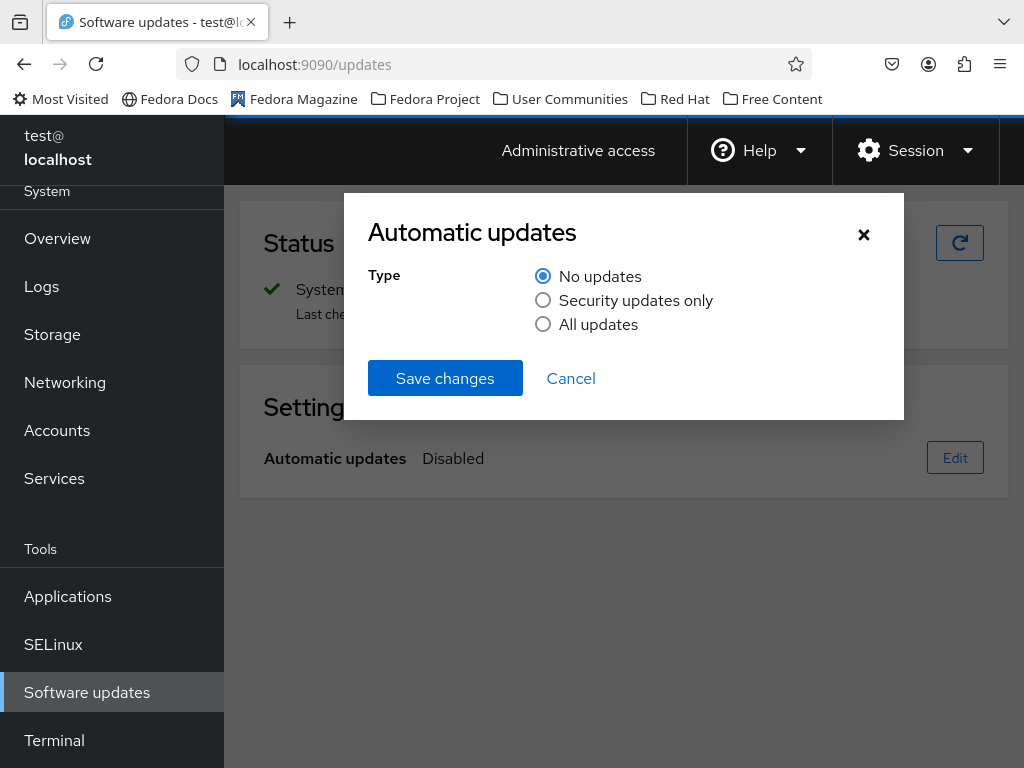 Software updates - test@lo
localhost:9090/updates
Most Visited
Fedora Docs
Fedora Magazine
Fedora Project
User Communities
Red Hat
Free Content
test@
localhost
Administrative access
Help
Session
System
Overview
Logs
Storage
Networking
Accounts
Services
Tools
Applications
SELinux
Software updates
Terminal
Status
System
Last che
Automatic updates
Type
No updates
Security updates only
All updates
Save changes
Cancel
Setting
Automatic updates
Disabled
Edit